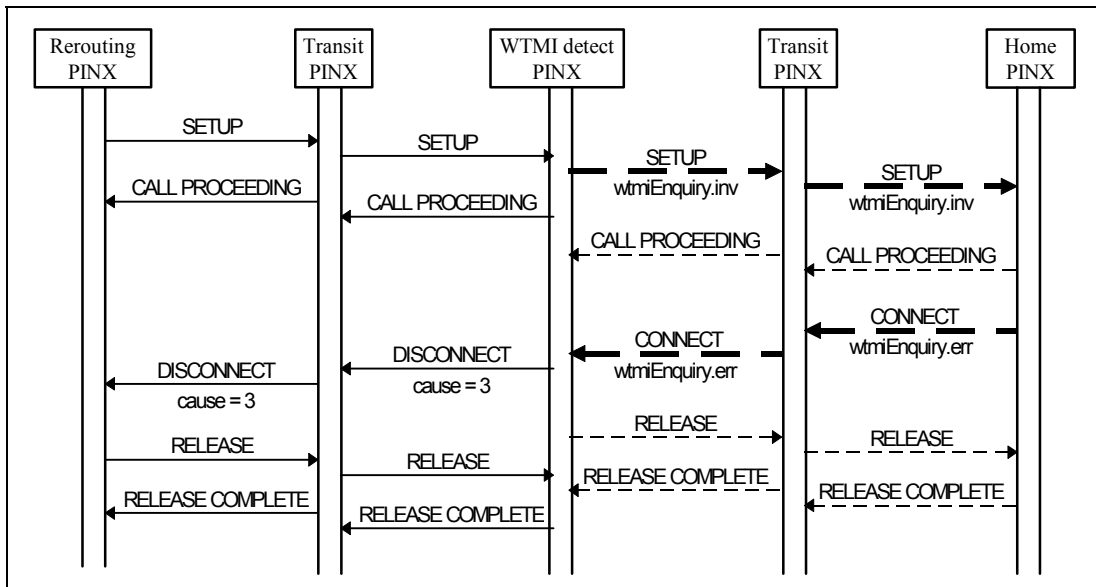 Rerouting
PINX
Transit
PINX
WTMI detect
PINX
Transit
PINX
Home
PINX
SETUP
SETUP
SETUP
wtmiEnquiry.inv
SETUP
wtmiEnquiry.inv
CALL PROCEEDING
CALL PROCEEDING
CALL PROCEEDING
CALL PROCEEDING
CONNECT
wtmiEnquiry.err
CONNECT
wtmiEnquiry.err
DISCONNECT
cause = 3
DISCONNECT
cause = 3
RELEASE
RELEASE
RELEASE
RELEASE
RELEASE COMPLETE
RELEASE COMPLETE
RELEASE COMPLETE
RELEASE COMPLETE